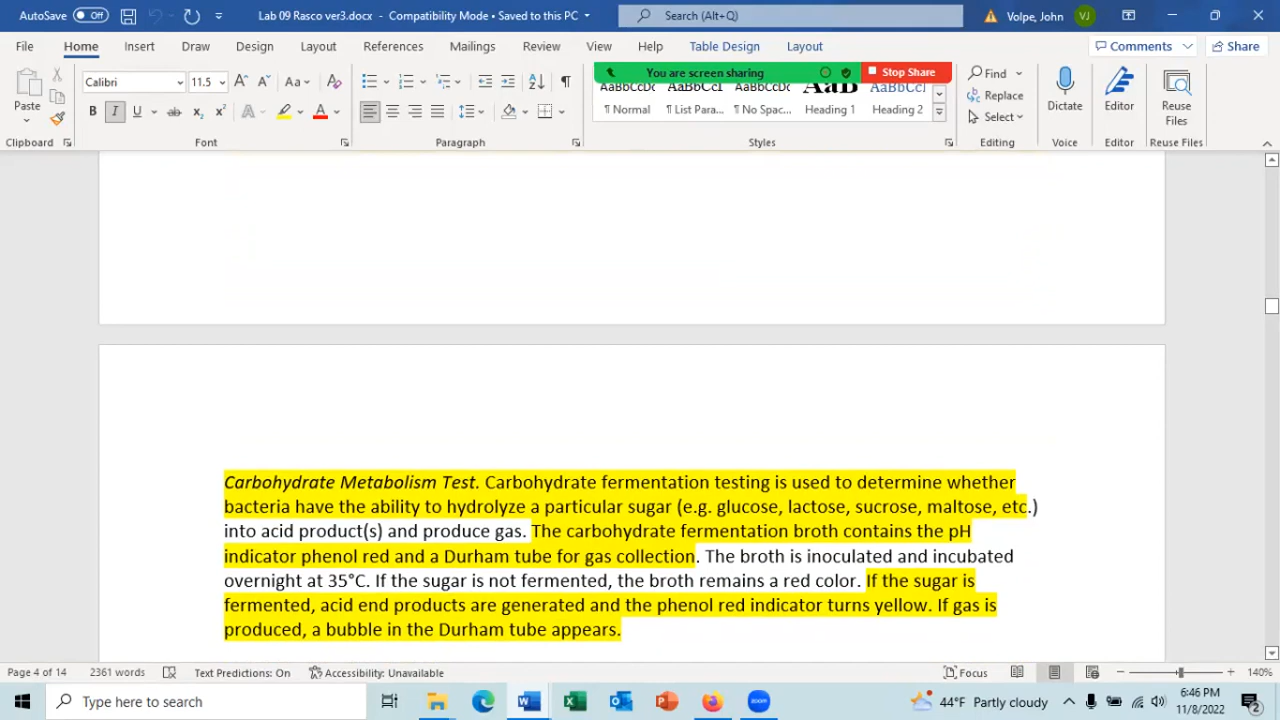 AutoSave Off Lab 09 Rasco ver3.docx - Compatibility Mode • Saved to this PC Search (Alt+Q) Volpe, John VJ
File Home Insert Draw Design Layout References Mailings Review View Help Table Design Layout Comments Share
You are screen sharing Stop Share
Paste Calibri 11.5 Aa Find Replace Select Dictate Editor Reuse Files
AaBbCcDc AaBbCcI AaBbCcDc AaB AaBbCcI
¶ Normal ¶ List Para... ¶ No Spac... Heading 1 Heading 2
Clipboard Font Paragraph Styles Editing Voice Editor Reuse Files
Carbohydrate Metabolism Test. Carbohydrate fermentation testing is used to determine whether
bacteria have the ability to hydrolyze a particular sugar (e.g. glucose, lactose, sucrose, maltose, etc.)
into acid product(s) and produce gas. The carbohydrate fermentation broth contains the pH
indicator phenol red and a Durham tube for gas collection. The broth is inoculated and incubated
overnight at 35°C. If the sugar is not fermented, the broth remains a red color. If the sugar is
fermented, acid end products are generated and the phenol red indicator turns yellow. If gas is
produced, a bubble in the Durham tube appears.
Page 4 of 14 2361 words Text Predictions: On Accessibility: Unavailable Focus 140%
Type here to search 44°F Partly cloudy 6:46 PM
11/8/2022 2